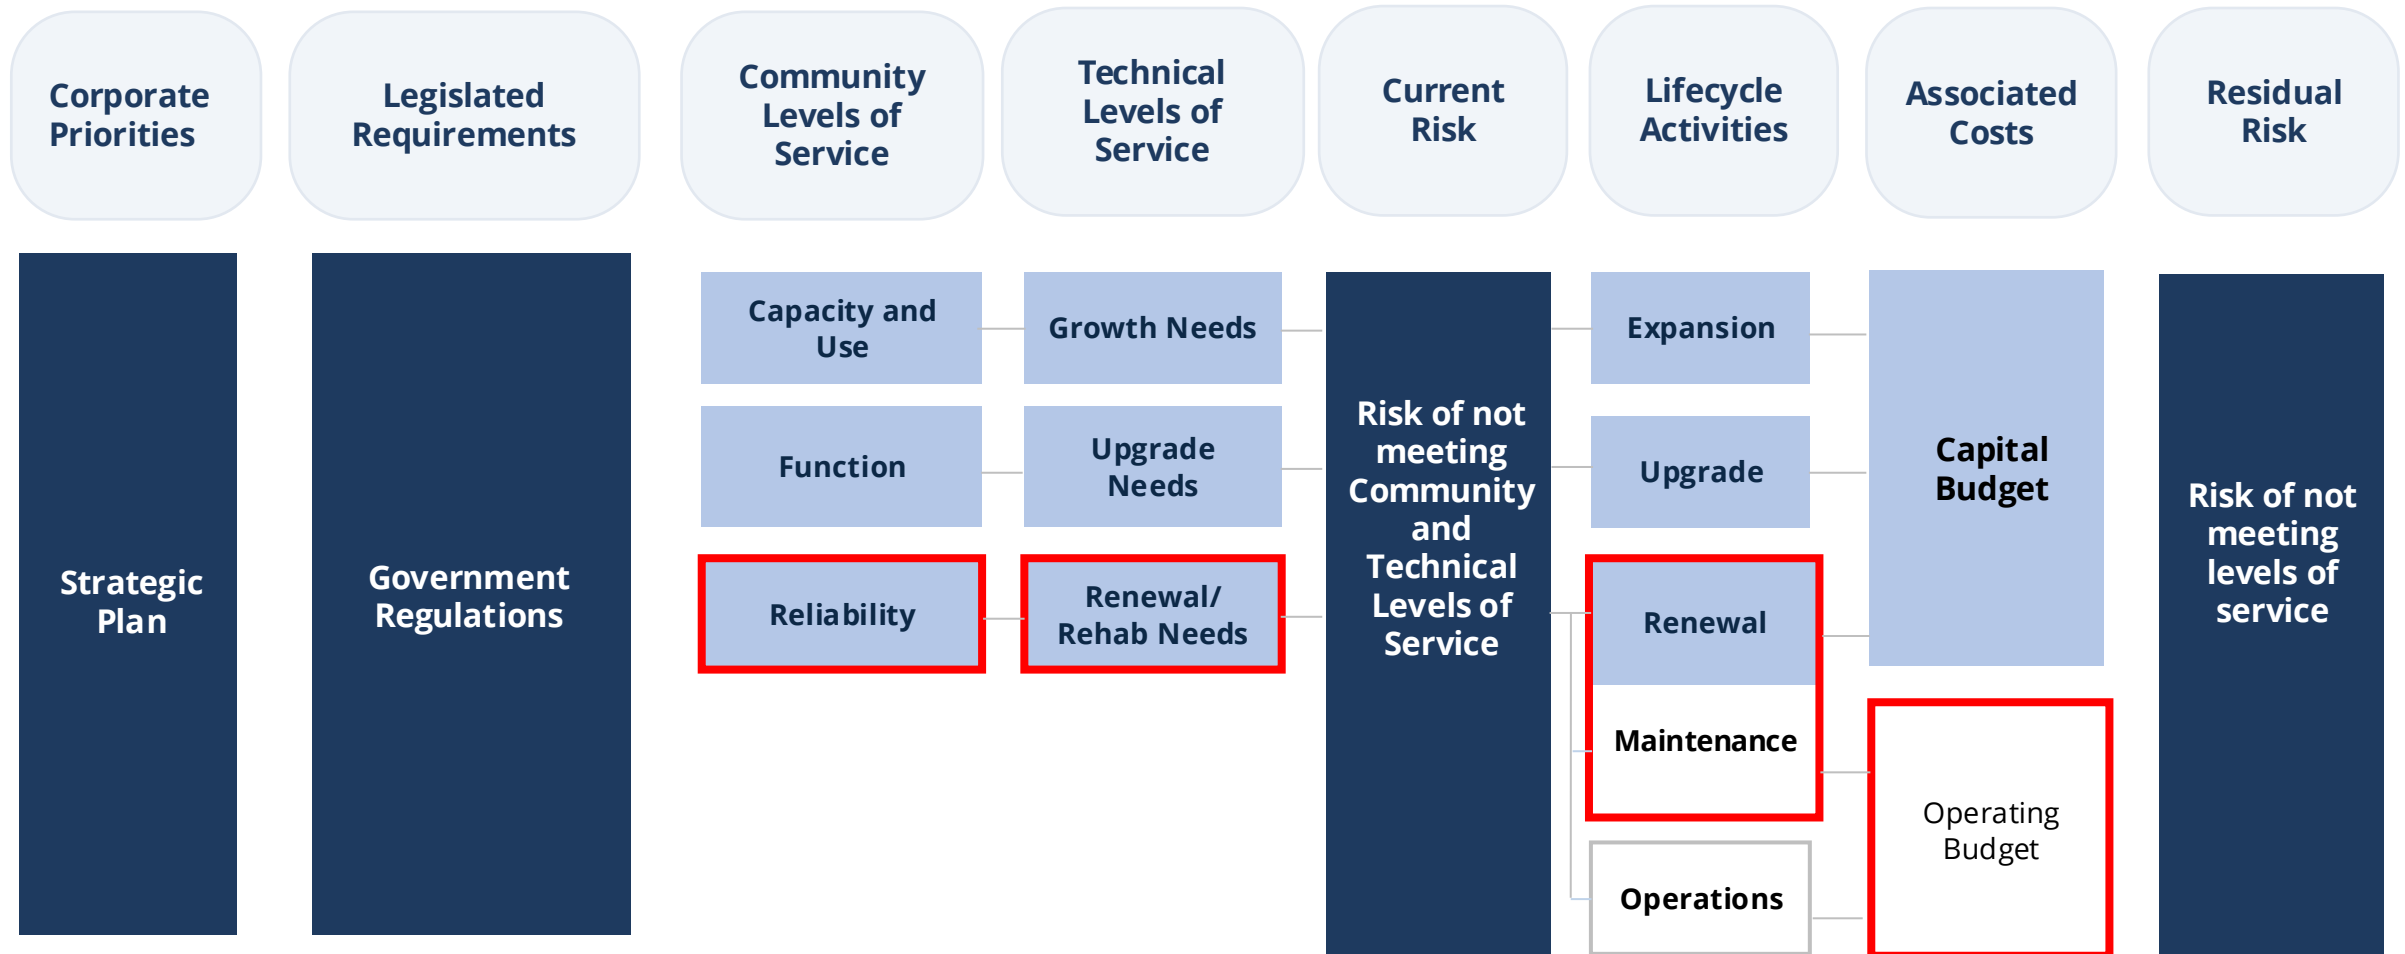 Corporate
Priorities
Legislated
Requirements
Community
Levels of
Service
Technical
Levels of
Service
Current
Risk
Lifecycle
Activities
Associated
Costs
Residual
Risk
Strategic
Plan
Government
Regulations
Capacity and
Use
Growth Needs
Function
Upgrade
Needs
Reliability
Renewal/
Rehab Needs
Risk of not
meeting
Community
and
Technical
Levels of
Service
Expansion
Upgrade
Renewal
Maintenance
Operations
Capital
Budget
Operating
Budget
Risk of not
meeting
levels of
service